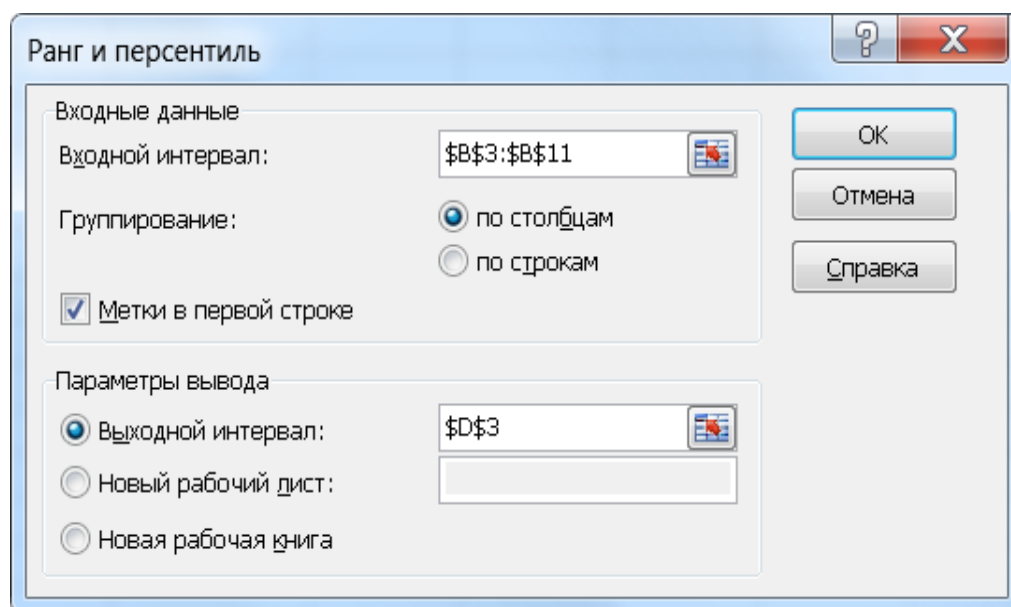 Ранг и персентиль
Входные данные
Входной интервал:
$B$3:$B$11
Группирование:
по столбцам
по строкам
Метки в первой строке
ОК
Отмена
Справка
Параметры вывода
Выходной интервал:
$D$3
Новый рабочий лист:
Новая рабочая книга